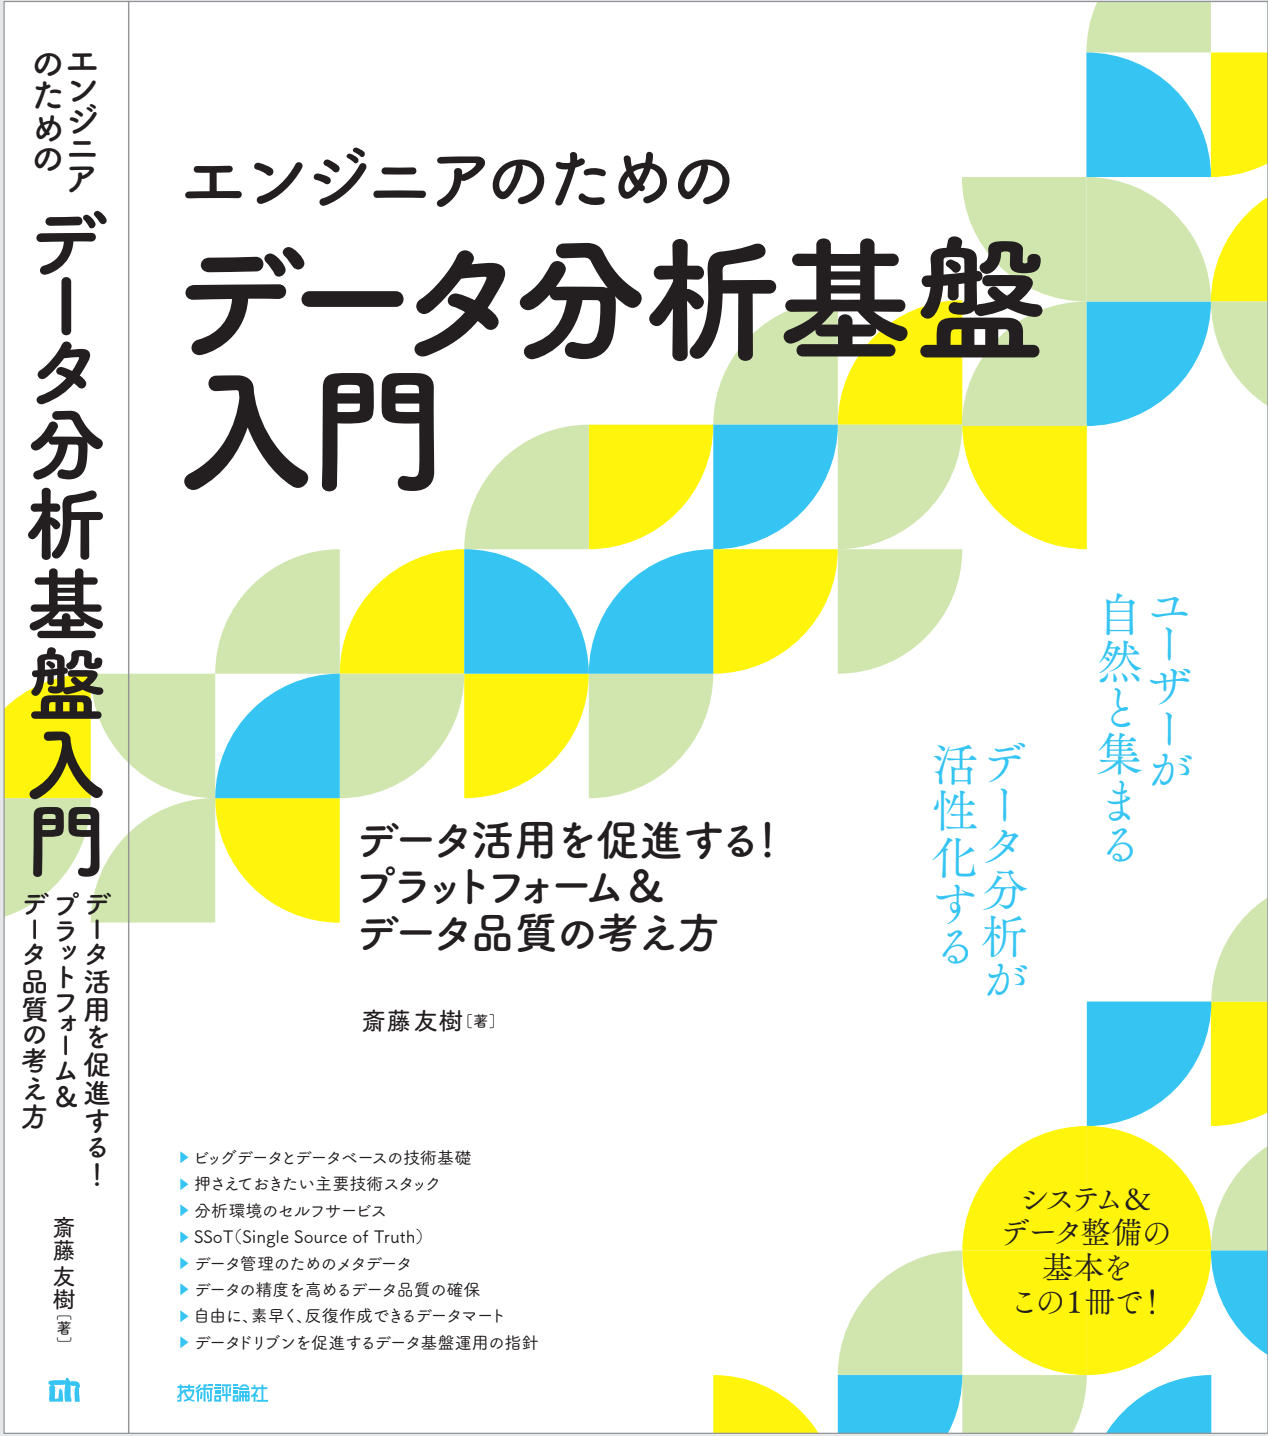 エンジニア
のための
データ分析基盤入門
データ活用を促進する！
プラットフォーム＆
データ品質の考え方
斎藤友樹［著］
エンジニアのための
データ分析基盤
入門
ユーザーが
自然と集まる
データ分析が
活性化する
データ活用を促進する！
プラットフォーム＆
データ品質の考え方
斎藤友樹［著］
▶ビッグデータとデータベースの技術基礎
▶押さえておきたい主要技術スタック
▶分析環境のセルフサービス
▶SSoT（Single Source of Truth）
▶データ管理のためのメタデータ
▶データの精度を高めるデータ品質の確保
▶自由に、素早く、反復作成できるデータマート
▶データドリブンを促進するデータ基盤運用の指針
システム＆
データ整備の
基本を
この1冊で！
技術評論社